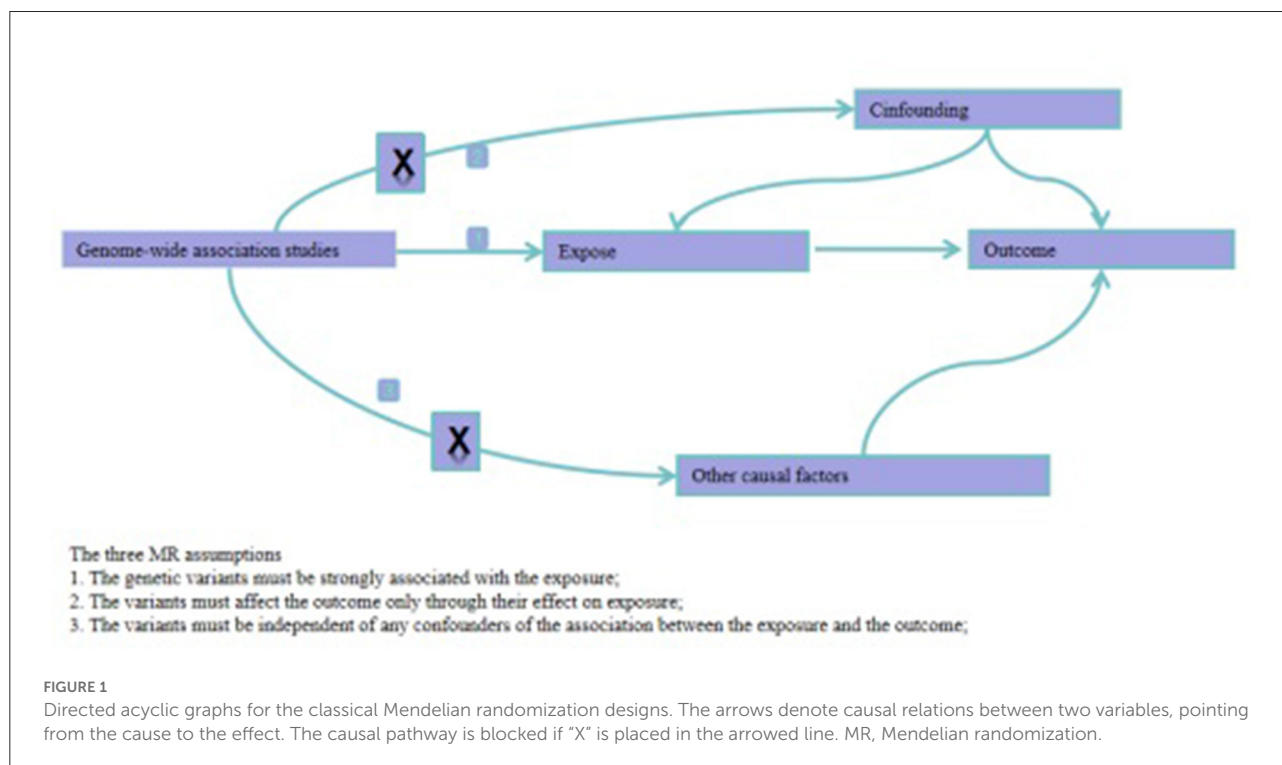 Cinfounding
X
2
Genome-wide association studies
1
Expose
Outcome
3
X
Other causal factors
The three MR assumptions
1. The genetic variants must be strongly associated with the exposure;
2. The variants must affect the outcome only through their effect on exposure;
3. The variants must be independent of any confounders of the association between the exposure and the outcome;
FIGURE 1
Directed acyclic graphs for the classical Mendelian randomization designs. The arrows denote causal relations between two variables, pointing
from the cause to the effect. The causal pathway is blocked if “X” is placed in the arrowed line. MR, Mendelian randomization.